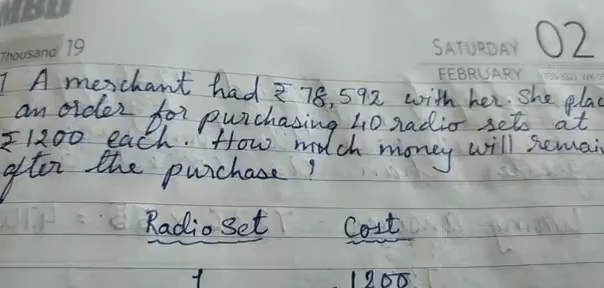 Thousand 19
SATURDAY 02
FEBRUARY
1 A merchant had ₹ 78,592 with her. She plac
an order for purchasing 40 radio sets at
₹1200 each. How much money will remai
after the purchase ?
Radio Set Cost
1 1200